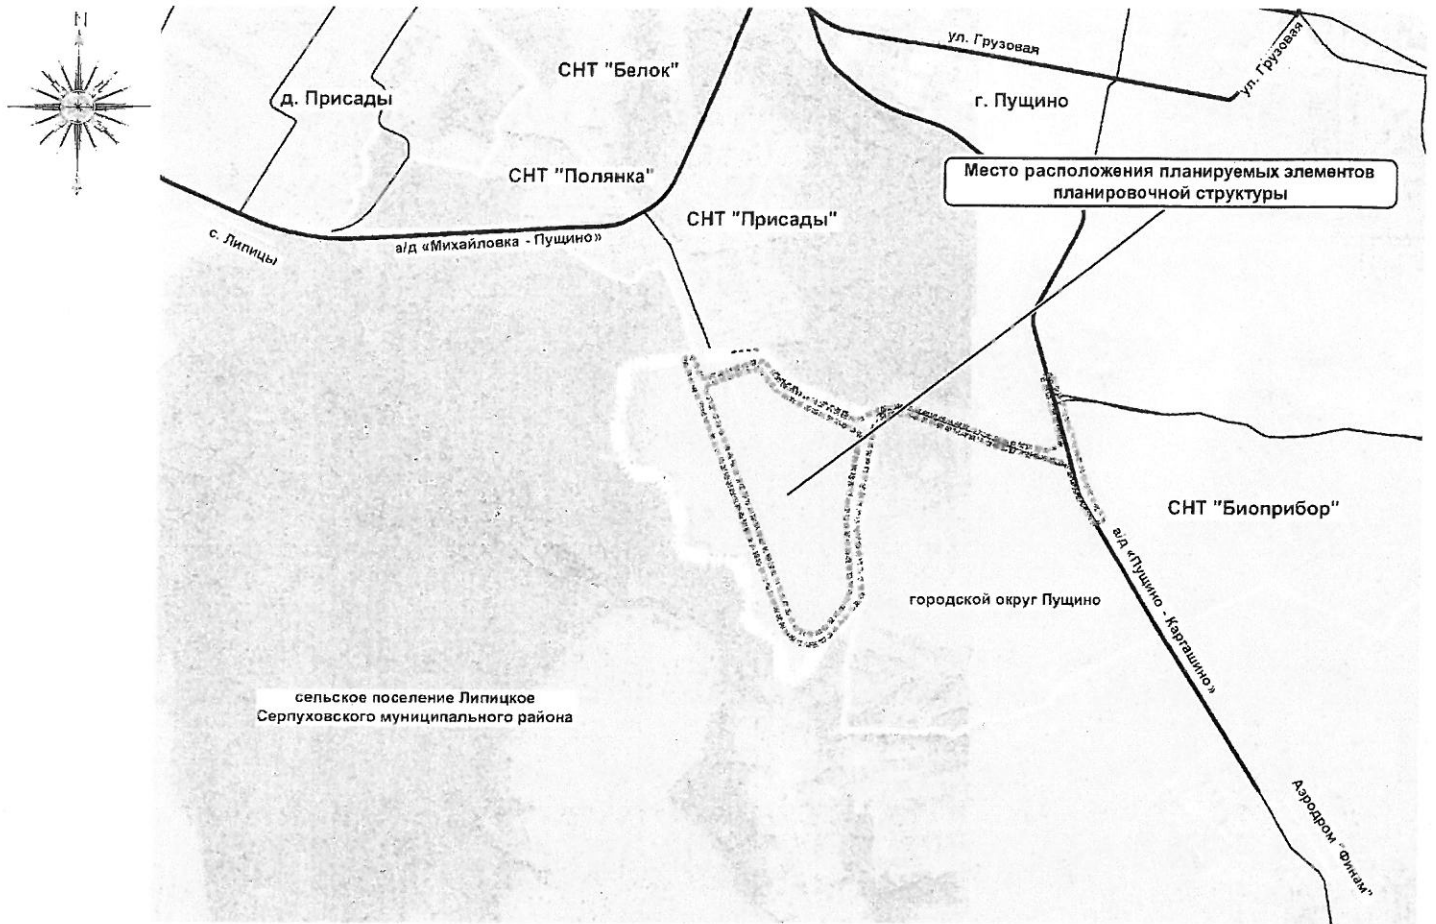 N
ул. Грузовая
ул. Грузовая
СНТ "Белок"
д. Присады
г. Пущино
Место расположения планируемых элементов
планировочной структуры
СНТ "Полянка"
СНТ "Присады"
с. Липицы
а/д «Михайловка - Пущино»
СНТ "Биоприбор"
а/д «Пущино - Каргашино»
городской округ Пущино
сельское поселение Липицкое
Серпуховского муниципального района
Аэродром "Финам"